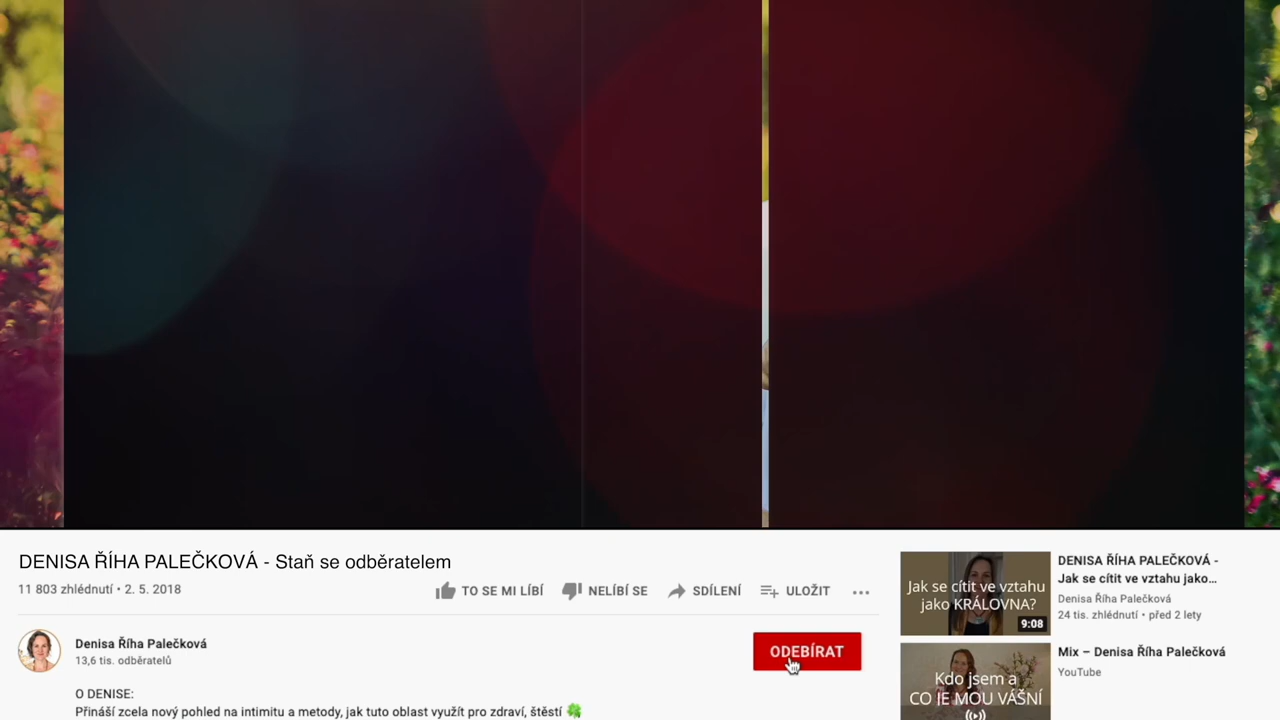 DENISA ŘÍHA PALEČKOVÁ - Staň se odběratelem
11 803 zhlédnutí • 2. 5. 2018
TO SE MI LÍBÍ
NELÍBÍ SE
SDÍLENÍ
ULOŽIT
Denisa Říha Palečková
13,6 tis. odběratelů
ODEBÍRAT
O DENISE:
Přináší zcela nový pohled na intimitu a metody, jak tuto oblast využít pro zdraví, štěstí 🍀
Jak se cítit ve vztahu
jako KRÁLOVNA?
9:08
DENISA ŘÍHA PALEČKOVÁ -
Jak se cítit ve vztahu jako...
Denisa Říha Palečková
24 tis. zhlédnutí • před 2 lety
Kdo jsem a
CO JE MOU VÁŠNÍ
Mix – Denisa Říha Palečková
YouTube